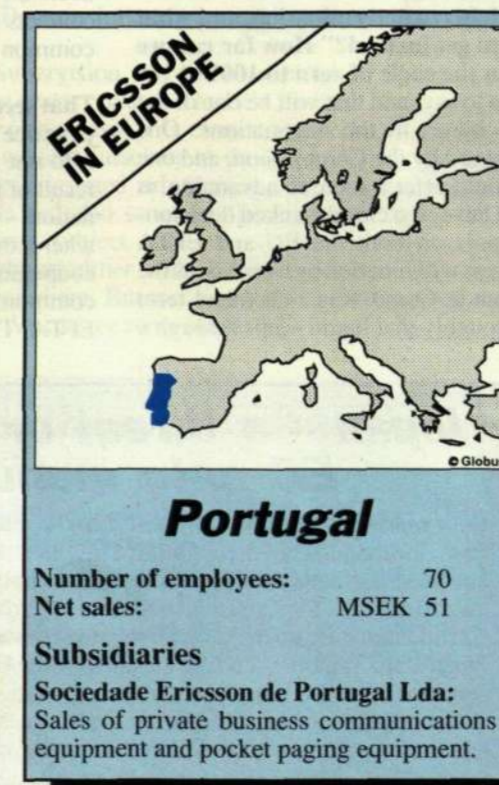 ERICSSON
IN EUROPE
© Globu
Portugal
Number of employees: 70
Net sales: MSEK 51
Subsidiaries
Sociedade Ericsson de Portugal Lda:
Sales of private business communications
equipment and pocket paging equipment.